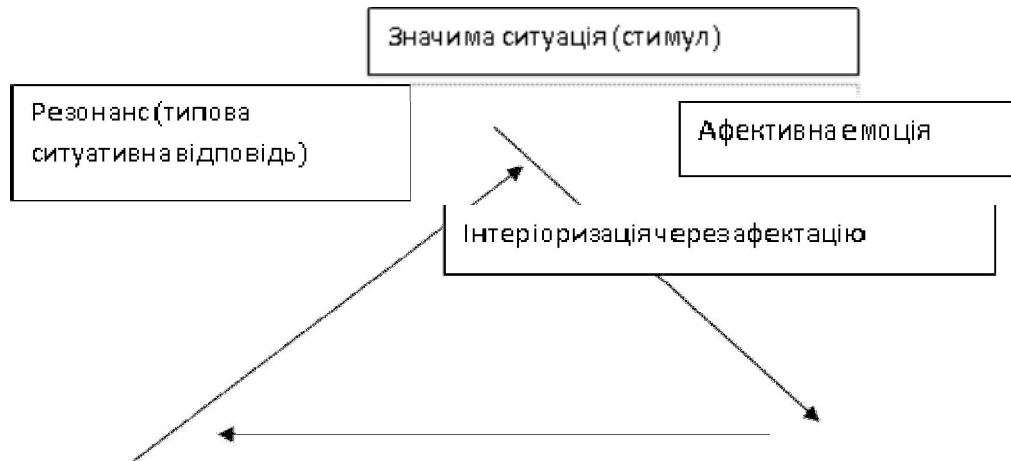 Значима ситуація (стимул)
Резонанс (типова
ситуативна відповідь)
Афективна емоція
Інтеріоризація через афектацію